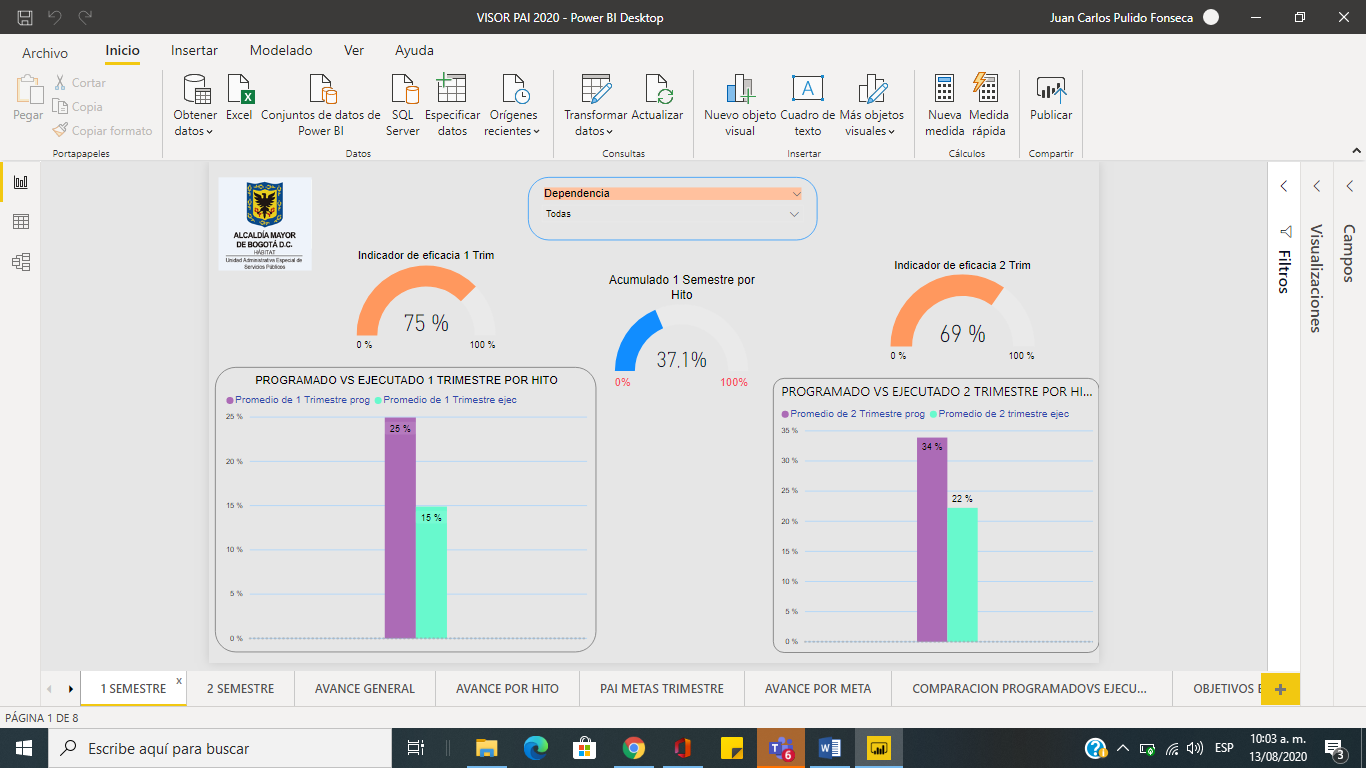 VISOR PAI 2020 - Power BI Desktop
Juan Carlos Pulido Fonseca
Archivo
Inicio
Insertar
Modelado
Ver
Ayuda
Pegar
Cortar
Copia
Copiar formato
Portapapeles
Obtener
datos
Excel
Conjuntos de datos de
Power BI
SQL
Server
Especificar
datos
Orígenes
recientes
Datos
Transformar
datos
Actualizar
Consultas
Nuevo objeto
visual
Cuadro de
texto
Más objetos
visuales
Insertar
Nueva
medida
Medida
rápida
Cálculos
Publicar
Compartir
ALCALDÍA MAYOR
DE BOGOTÁ D.C.
HÁBITAT
Unidad Administrativa Especial de
Servicios Públicos
Dependencia
Todas
Indicador de eficacia 1 Trim
75 %
0 %
100 %
Acumulado 1 Semestre por
Hito
37,1%
0%
100%
Indicador de eficacia 2 Trim
69 %
0 %
100 %
PROGRAMADO VS EJECUTADO 1 TRIMESTRE POR HITO
Promedio de 1 Trimestre prog
Promedio de 1 Trimestre ejec
25 %
20 %
15 %
10 %
5 %
0 %
25 %
15 %
PROGRAMADO VS EJECUTADO 2 TRIMESTRE POR HI...
Promedio de 2 Trimestre prog
Promedio de 2 trimestre ejec
35 %
30 %
25 %
20 %
15 %
10 %
5 %
0 %
34 %
22 %
Filtros
Visualizaciones
Campos
1 SEMESTRE
x
2 SEMESTRE
AVANCE GENERAL
AVANCE POR HITO
PAI METAS TRIMESTRE
AVANCE POR META
COMPARACION PROGRAMADOVS EJECU...
OBJETIVOS E
PÁGINA 1 DE 8
Escribe aquí para buscar
6
ESP
10:03 a. m.
13/08/2020
3